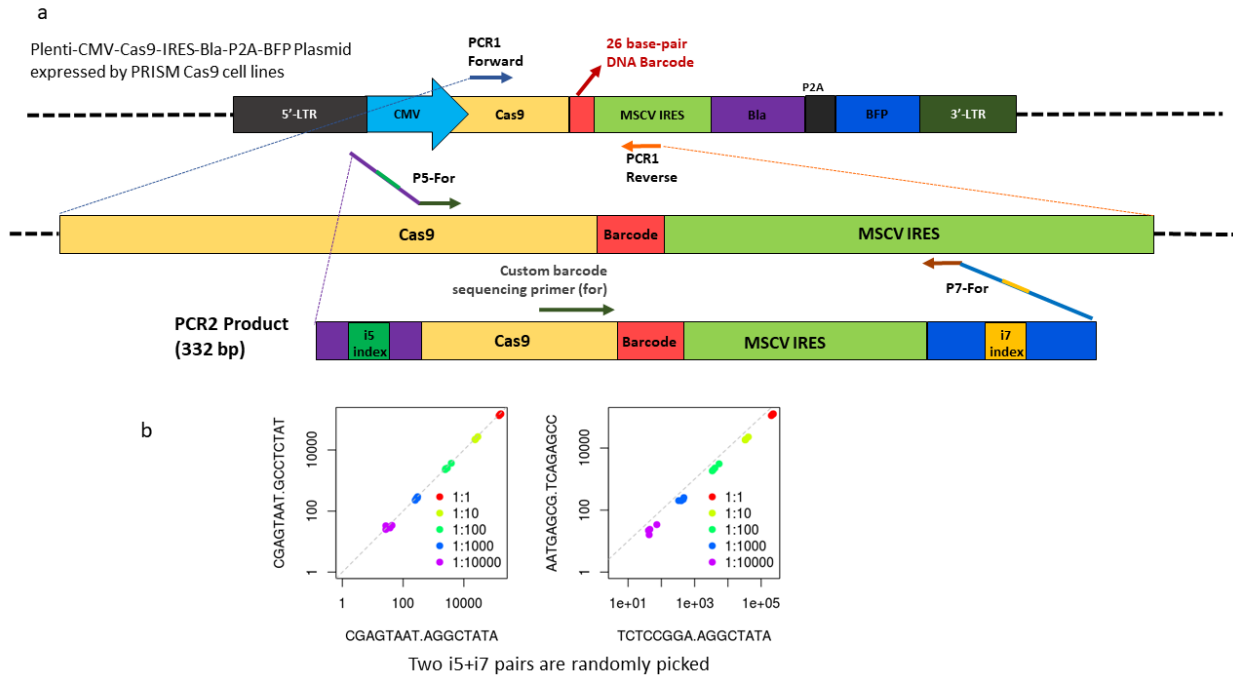 a
Plenti-CMV-Cas9-IRES-Bla-P2A-BFP Plasmid
expressed by PRISM Cas9 cell lines
PCR1
Forward
26 base-pair
DNA Barcode
P2A
5'-LTR
CMV
Cas9
MSCV IRES
Bla
BFP
3'-LTR
PCR1
Reverse
P5-For
Cas9
Barcode
MSCV IRES
Custom barcode
sequencing primer (for)
P7-For
PCR2 Product
(332 bp)
i5
index
Cas9
Barcode
MSCV IRES
i7
index
b
CGAGTAAT.GCCTCTAT
10000
100
1
1:1
1:10
1:100
1:1000
1:10000
1
100
10000
CGAGTAAT.AGGCTATA
AATGAGCG.TCAGAGCC
10000
100
1
1:1
1:10
1:100
1:1000
1:10000
1e+01
1e+03
1e+05
TCTCCGGA.AGGCTATA
Two i5+i7 pairs are randomly picked